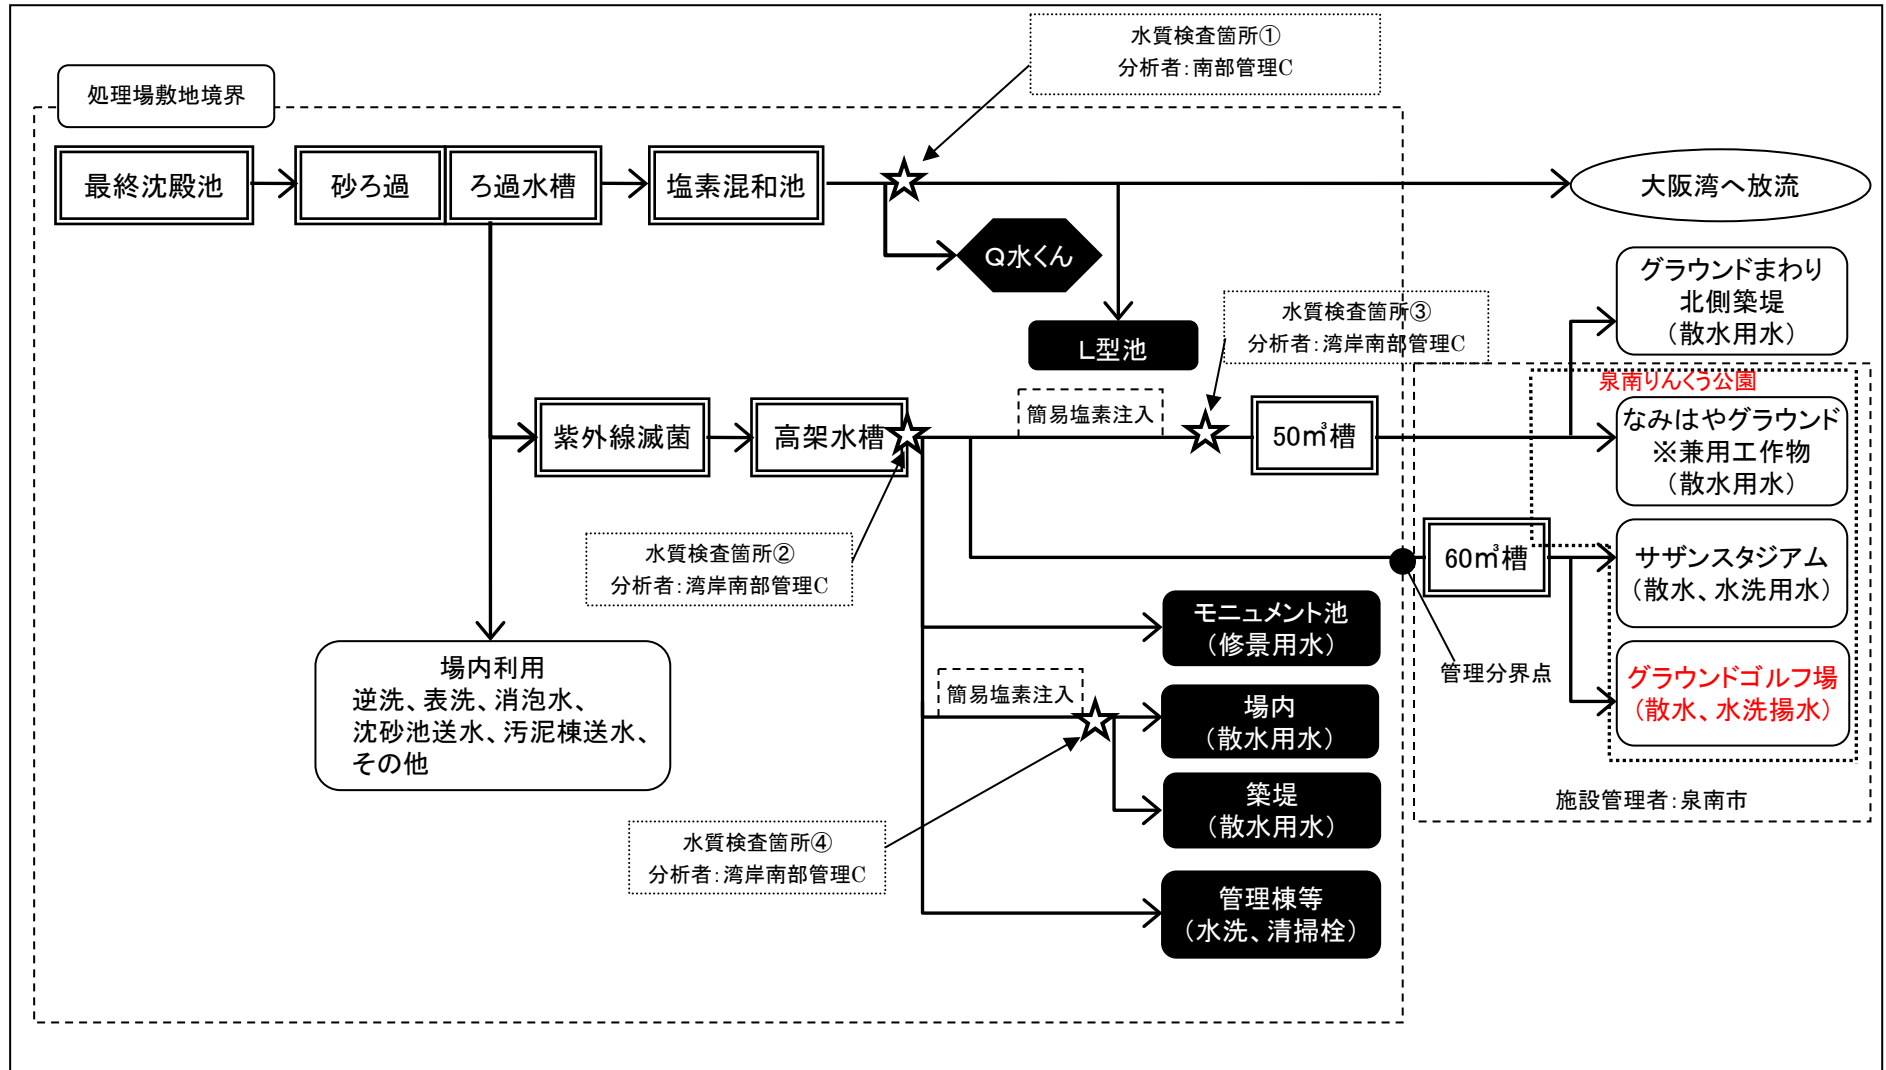 水質検査箇所①
分析者：南部管理C
処理場敷地境界
最終沈殿池
砂ろ過
ろ過水槽
塩素混和池
大阪湾へ放流
Q水くん
グラウンドまわり
北側築堤
（散水用水）
水質検査箇所③
分析者：湾岸南部管理C
L型池
泉南りんくう公園
簡易塩素注入
紫外線滅菌
高架水槽
50㎥槽
なみはやグラウンド
※兼用工作物
（散水用水）
水質検査箇所②
分析者：湾岸南部管理C
60㎥槽
サザンスタジアム
（散水、水洗用水）
モニュメント池
（修景用水）
管理分界点
場内利用
逆洗、表洗、消泡水、
沈砂池送水、汚泥棟送水、
その他
簡易塩素注入
場内
（散水用水）
グラウンドゴルフ場
（散水、水洗揚水）
築堤
（散水用水）
施設管理者：泉南市
水質検査箇所④
分析者：湾岸南部管理C
管理棟等
（水洗、清掃栓）